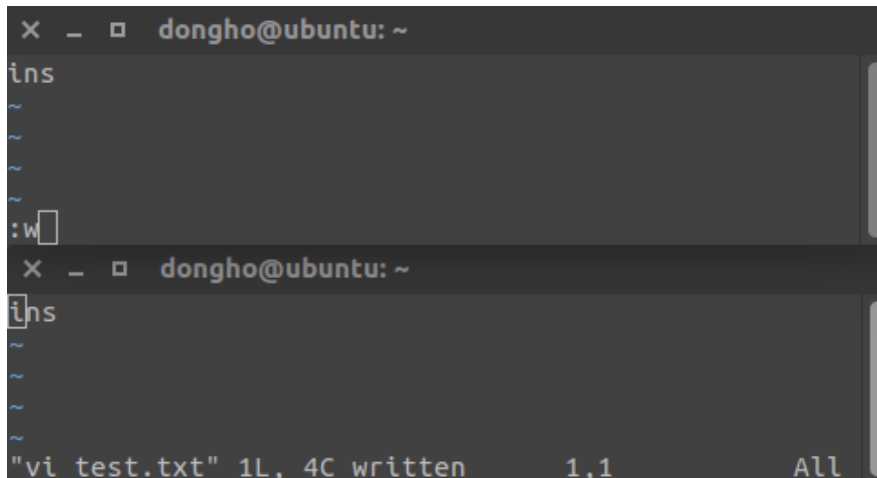 dongho@ubuntu: ~
ins
~
~
~
~
:w
dongho@ubuntu: ~
ins
~
~
~
~
"vi test.txt" 1L, 4C written 1,1 All